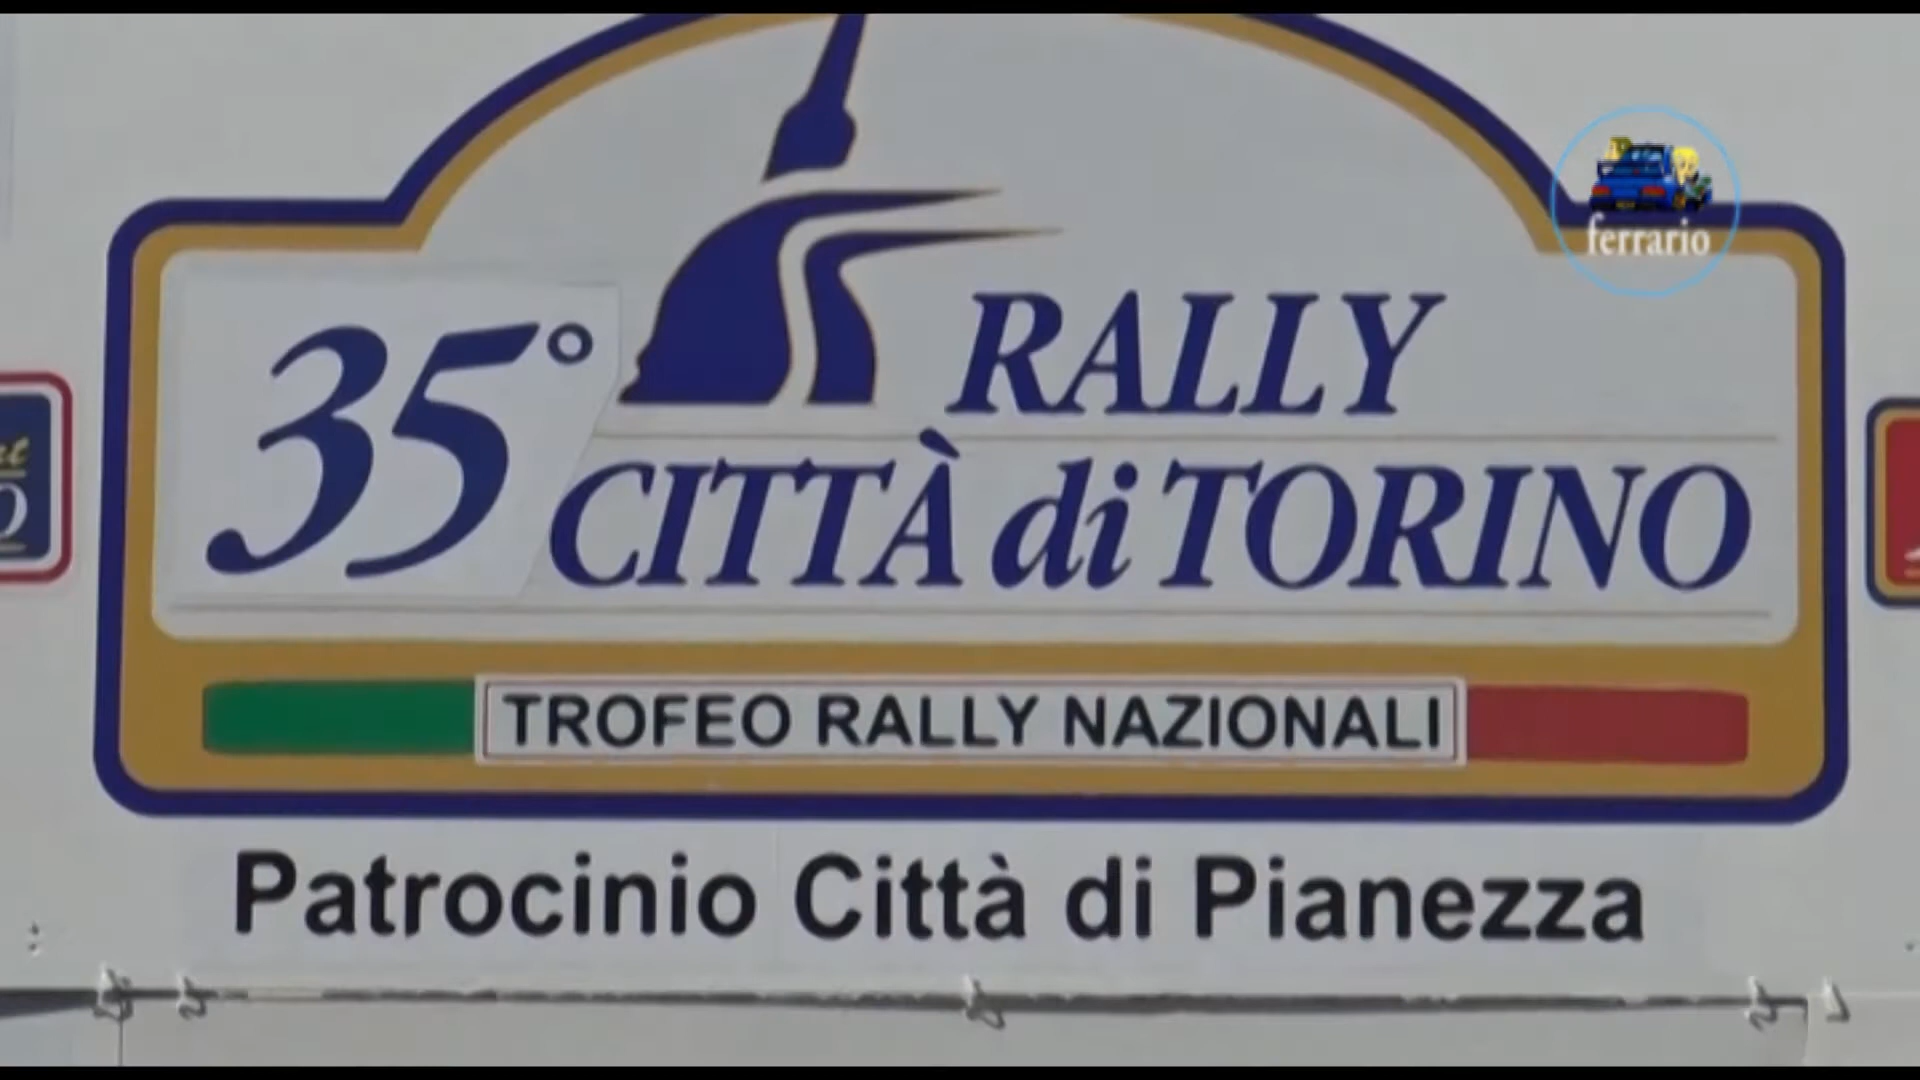 ferrario
35° RALLY
CITTÀ di TORINO
TROFEO RALLY NAZIONALI
Patrocinio Città di Pianezza